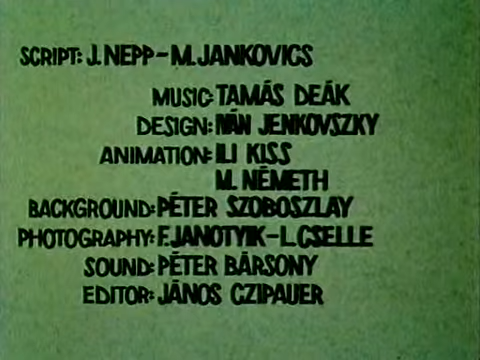 SCRIPT: J. NEPP - M. JANKOVICS
MUSIC: TAMÁS DEÁK
DESIGN: IVÁN JENKOVSZKY
ANIMATION: ILI KISS
M. NÉMETH
BACKGROUND: PÉTER SZOBOSZLAY
PHOTOGRAPHY: F. JANOTYIK - L. CSELLE
SOUND: PÉTER BÁRSONY
EDITOR: JÁNOS CZIPAUER